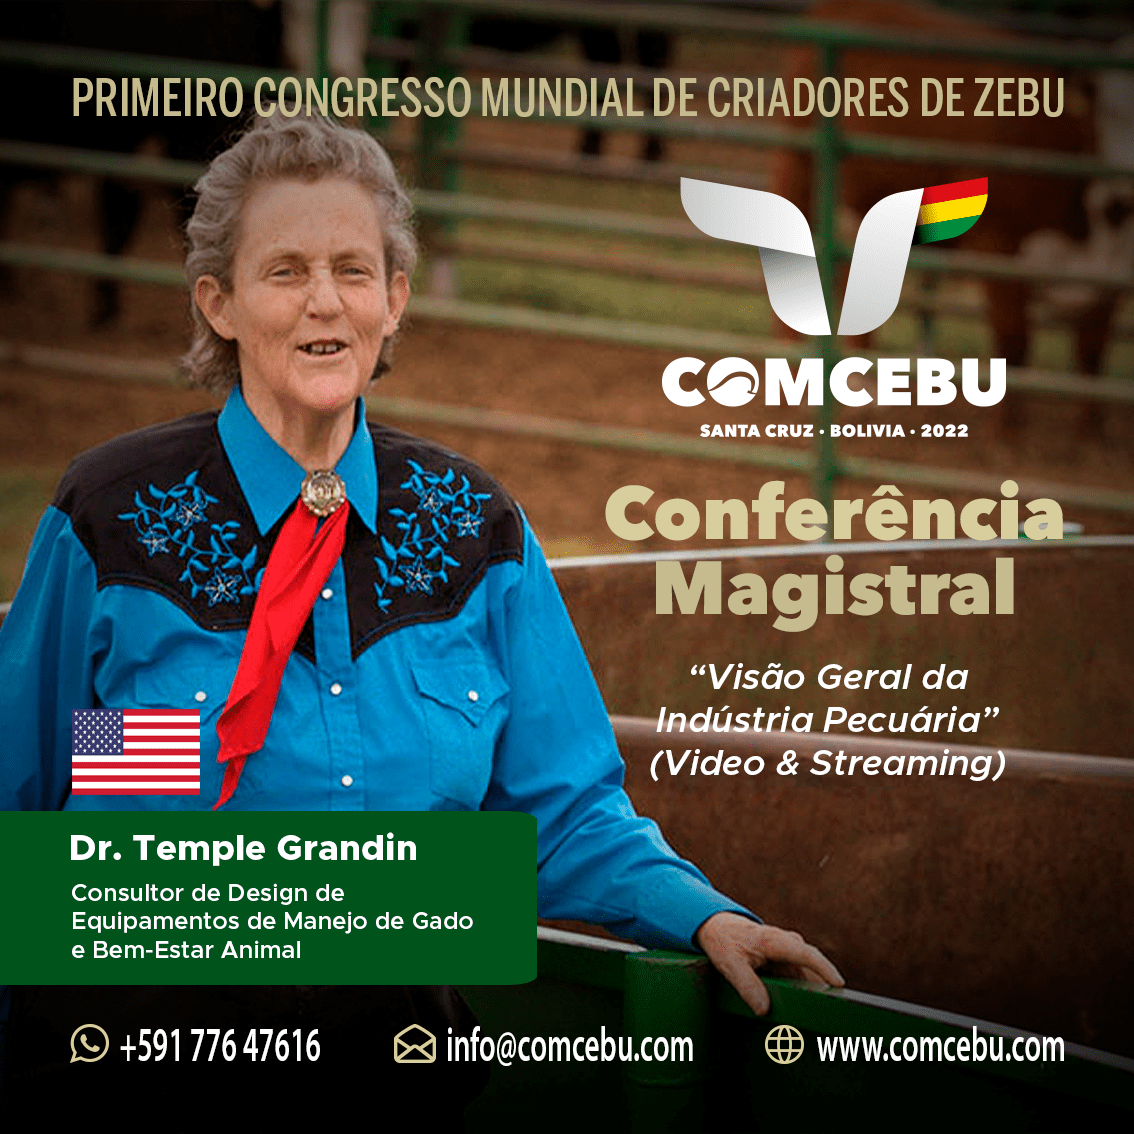 PRIMEIRO CONGRESSO MUNDIAL DE CRIADORES DE ZEBU
COMCEBU
SANTA CRUZ · BOLIVIA · 2022
Conferência
Magistral
“Visão Geral da
Indústria Pecuária”
(Video & Streaming)
Dr. Temple Grandin
Consultor de Design de
Equipamentos de Manejo de Gado
e Bem-Estar Animal
+591 776 47616
info@comcebu.com
www.comcebu.com